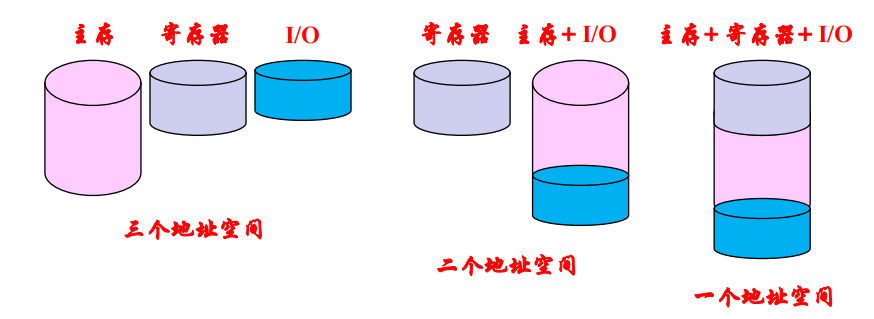 主存
寄存器
I/O
三个地址空间
寄存器
主存+I/O
二个地址空间
主存+寄存器+I/O
一个地址空间